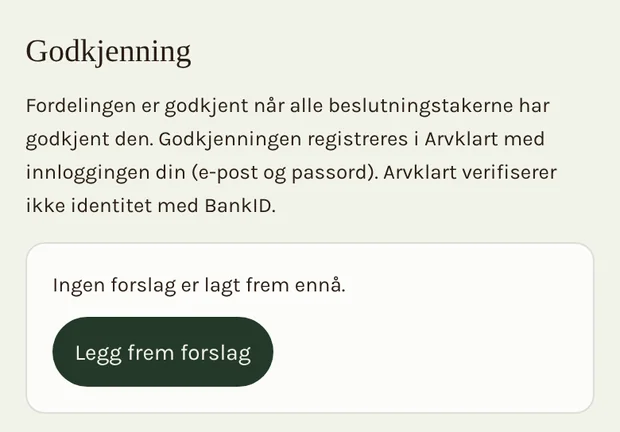 Godkjenning
Fordelingen er godkjent når alle beslutningstakerne har
godkjent den. Godkjenningen registreres i Arvklart med
innloggingen din (e-post og passord). Arvklart verifiserer
ikke identitet med BankID.
Ingen forslag er lagt frem ennå.
Legg frem forslag